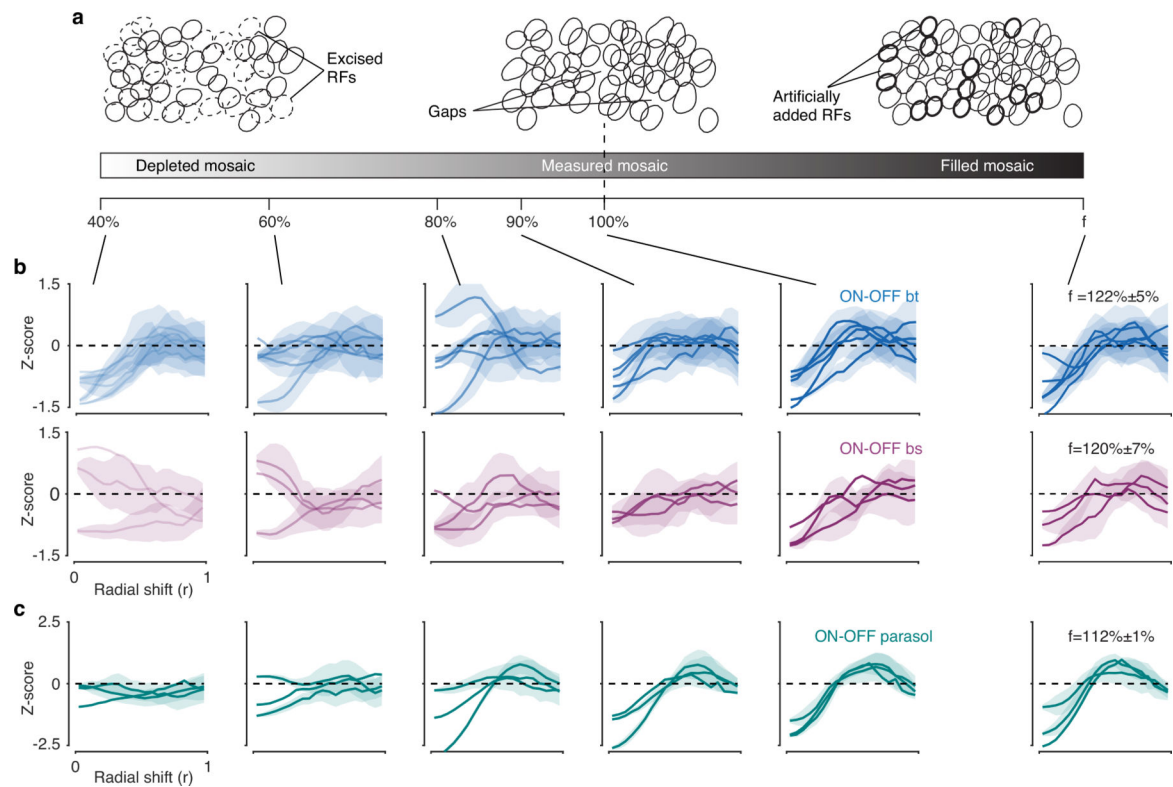 a
Excised
RFs
Gaps
Artificially
added RFs
Depleted mosaic
Measured mosaic
Filled mosaic
40%
60%
80%
90%
100%
f
b
1.5
0
-1.5
Z-score
ON-OFF bt
f =122%±5%
1.5
0
-1.5
Z-score
ON-OFF bs
f=120%±7%
0
1
Radial shift (r)
c
2.5
0
-2.5
Z-score
ON-OFF parasol
f=112%±1%
0
1
Radial shift (r)